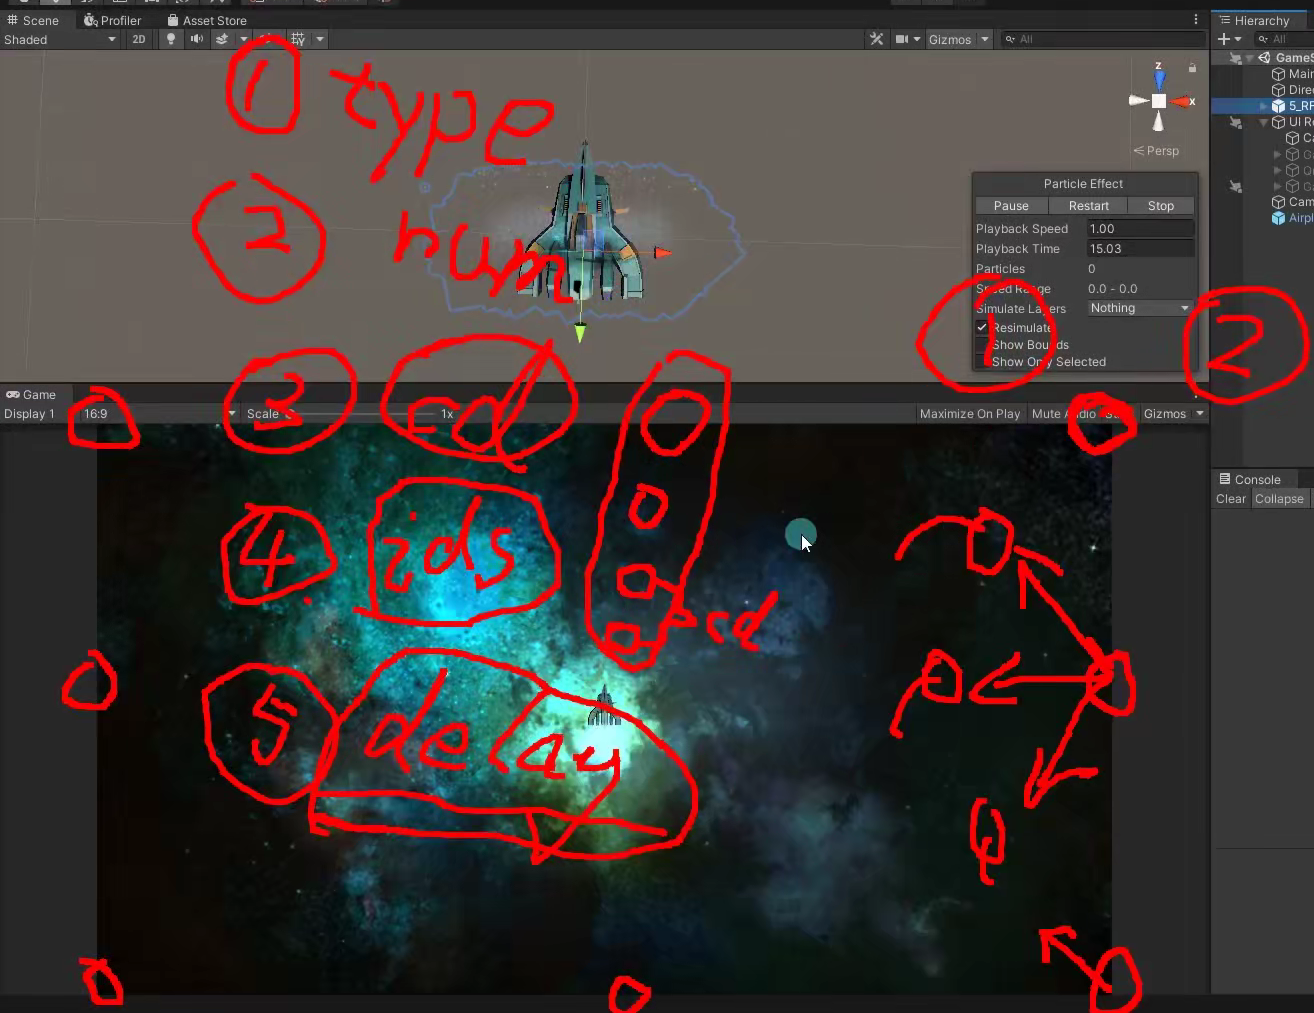 Scene Profiler Asset Store
Shaded 2D Gizmos All
Hierarchy
All
GameS
Main
Direc
5_RF
UI Re
Ca
Cam
Airpl
z
x
Persp
① type
② num
Particle Effect
Pause Restart Stop
Playback Speed 1.00
Playback Time 15.03
Particles 0
Speed Range 0.0 - 0.0
Simulate Layers Nothing
Resimulate
Show Bounds
Show Only Selected
① ②
Game
Display 1 16:9 Scale 1x Maximize On Play Mute Audio Gizmos
③ cd
④ ids
cd
⑤ delay
Console
Clear Collapse